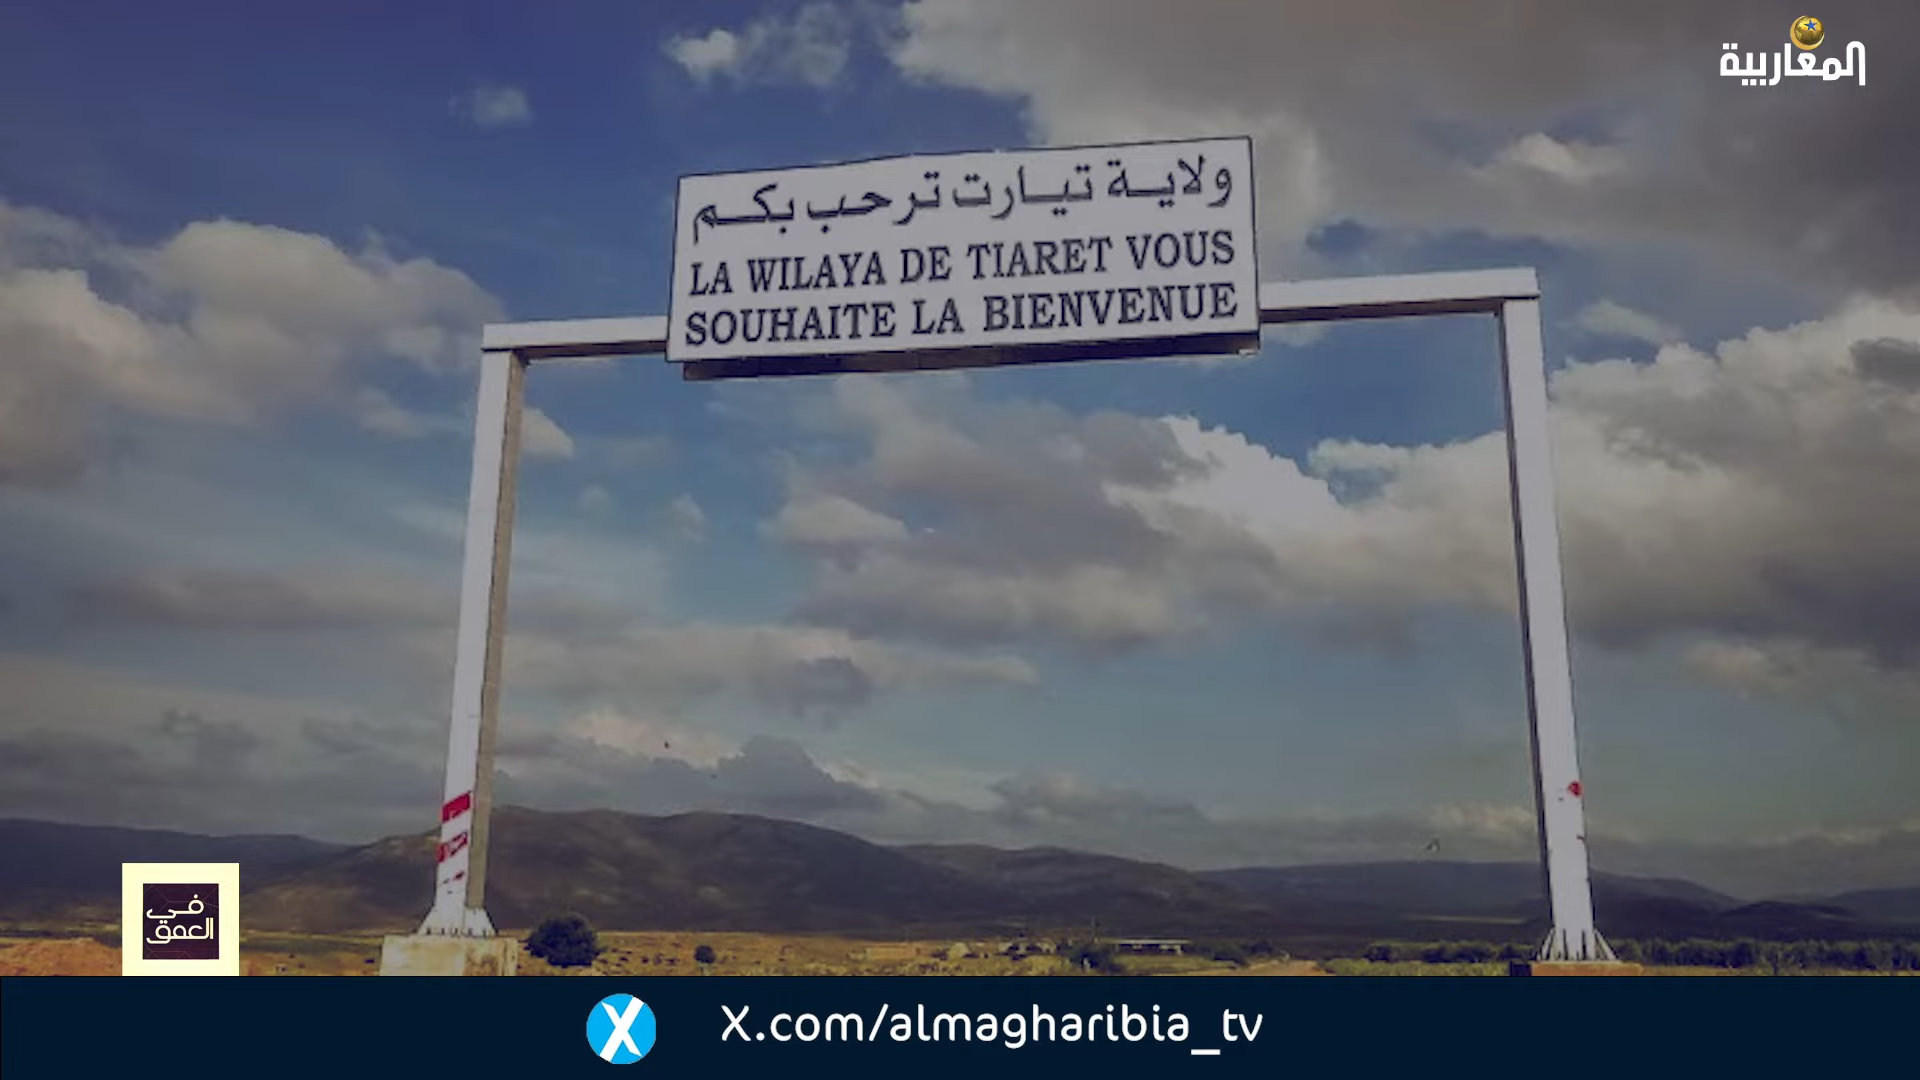 المغاربية
ولاية تيارت ترحب بكم
LA WILAYA DE TIARET VOUS
SOUHAITE LA BIENVENUE
في
العمق
X X.com/almagharibia_tv